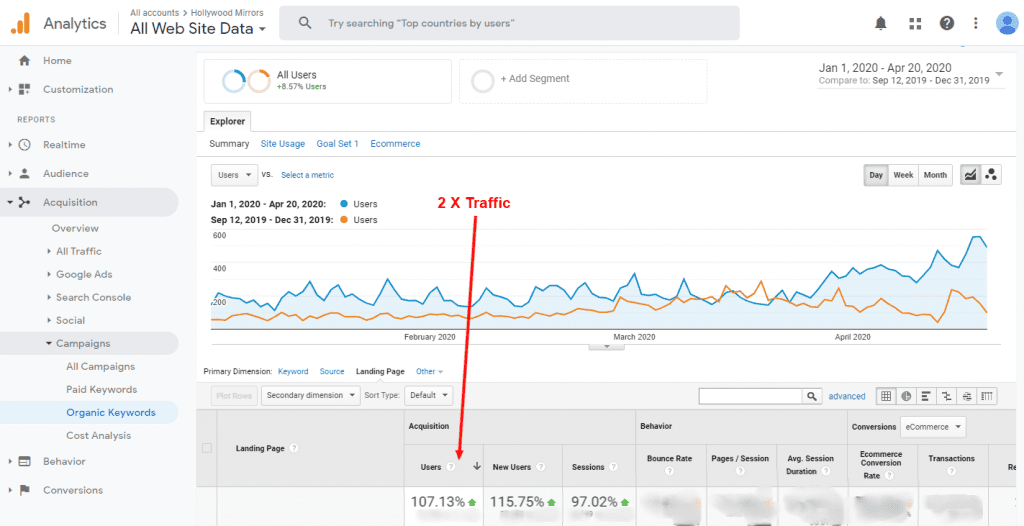 Analytics
All accounts > Hollywood Mirrors
All Web Site Data
Try searching "Top countries by users"
Home
Customization
REPORTS
Realtime
Audience
Acquisition
Overview
All Traffic
Google Ads
Search Console
Social
Campaigns
All Campaigns
Paid Keywords
Organic Keywords
Cost Analysis
Behavior
Conversions
All Users
+8.57% Users
+ Add Segment
Jan 1, 2020 - Apr 20, 2020
Compare to: Sep 12, 2019 - Dec 31, 2019
Explorer
Summary Site Usage Goal Set 1 Ecommerce
Users VS. Select a metric
Day Week Month
Jan 1, 2020 - Apr 20, 2020: Users
Sep 12, 2019 - Dec 31, 2019: Users
2 X Traffic
600
400
200
February 2020 March 2020 April 2020
Primary Dimension: Keyword Source Landing Page Other
Plot Rows Secondary dimension Sort Type: Default advanced
Acquisition Behavior Conversions eCommerce
Landing Page ?
Users ? New Users ? Sessions ?
Bounce Rate ?
Pages / Session ?
Avg. Session Duration ?
Ecommerce Conversion Rate ?
Transactions ?
107.13% 115.75% 97.02%